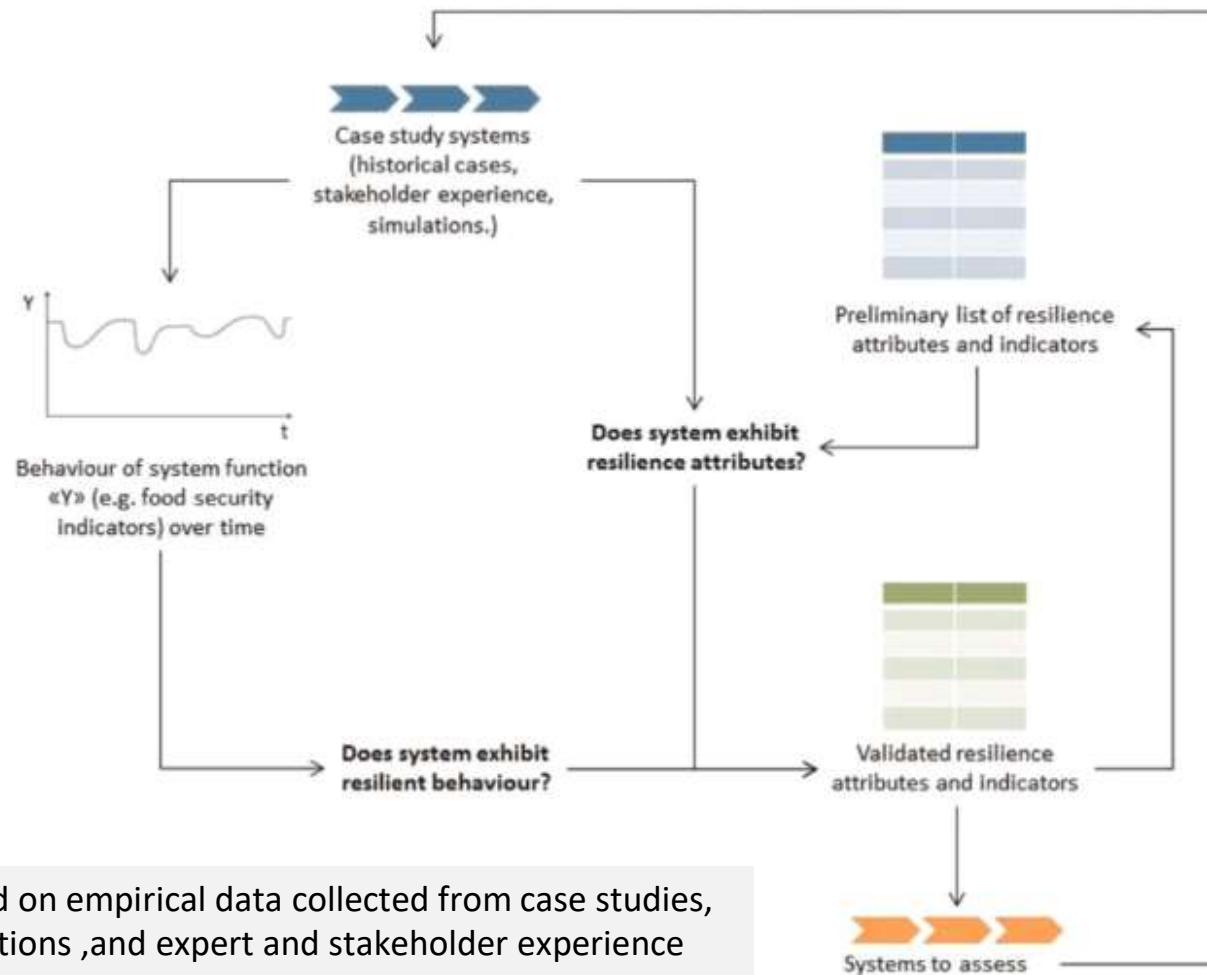 Case study systems
(historical cases,
stakeholder experience,
simulations.)
Preliminary list of resilience
attributes and indicators
Y
t
Behaviour of system function
«Y» (e.g. food security
indicators) over time
Does system exhibit
resilience attributes?
Does system exhibit
resilient behaviour?
Validated resilience
attributes and indicators
on empirical data collected from case studies,
,and expert and stakeholder experience
Systems to assess